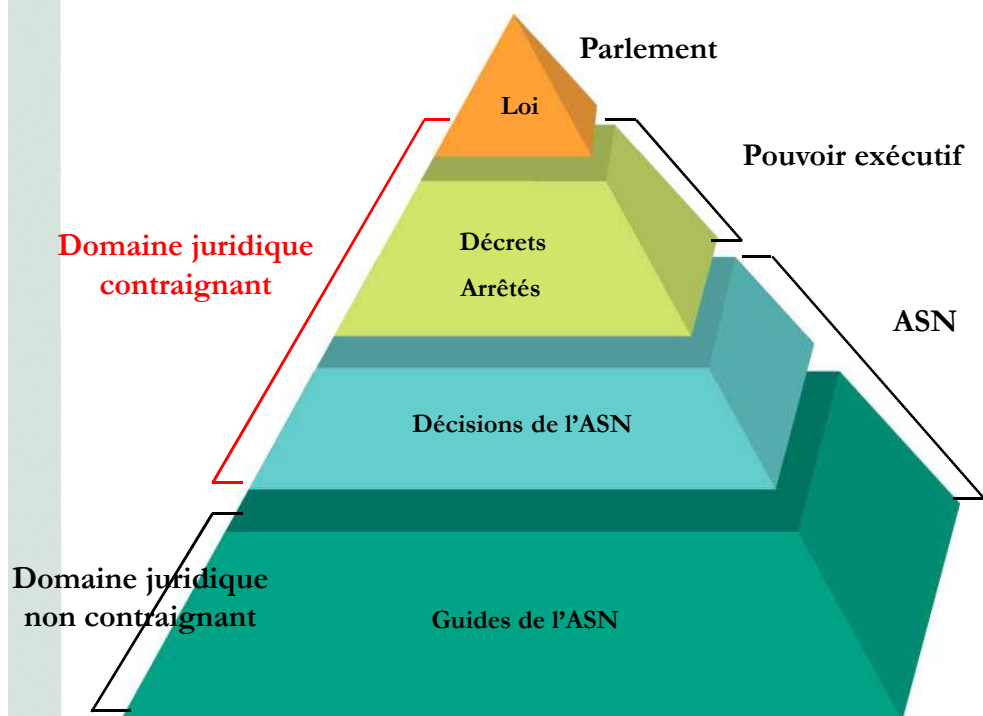 Parlement
Loi
Pouvoir exécutif
Domaine juridique
contraignant
Décrets
Arrêtés
ASN
Décisions de l’ASN
Domaine juridique
non contraignant
Guides de l’ASN